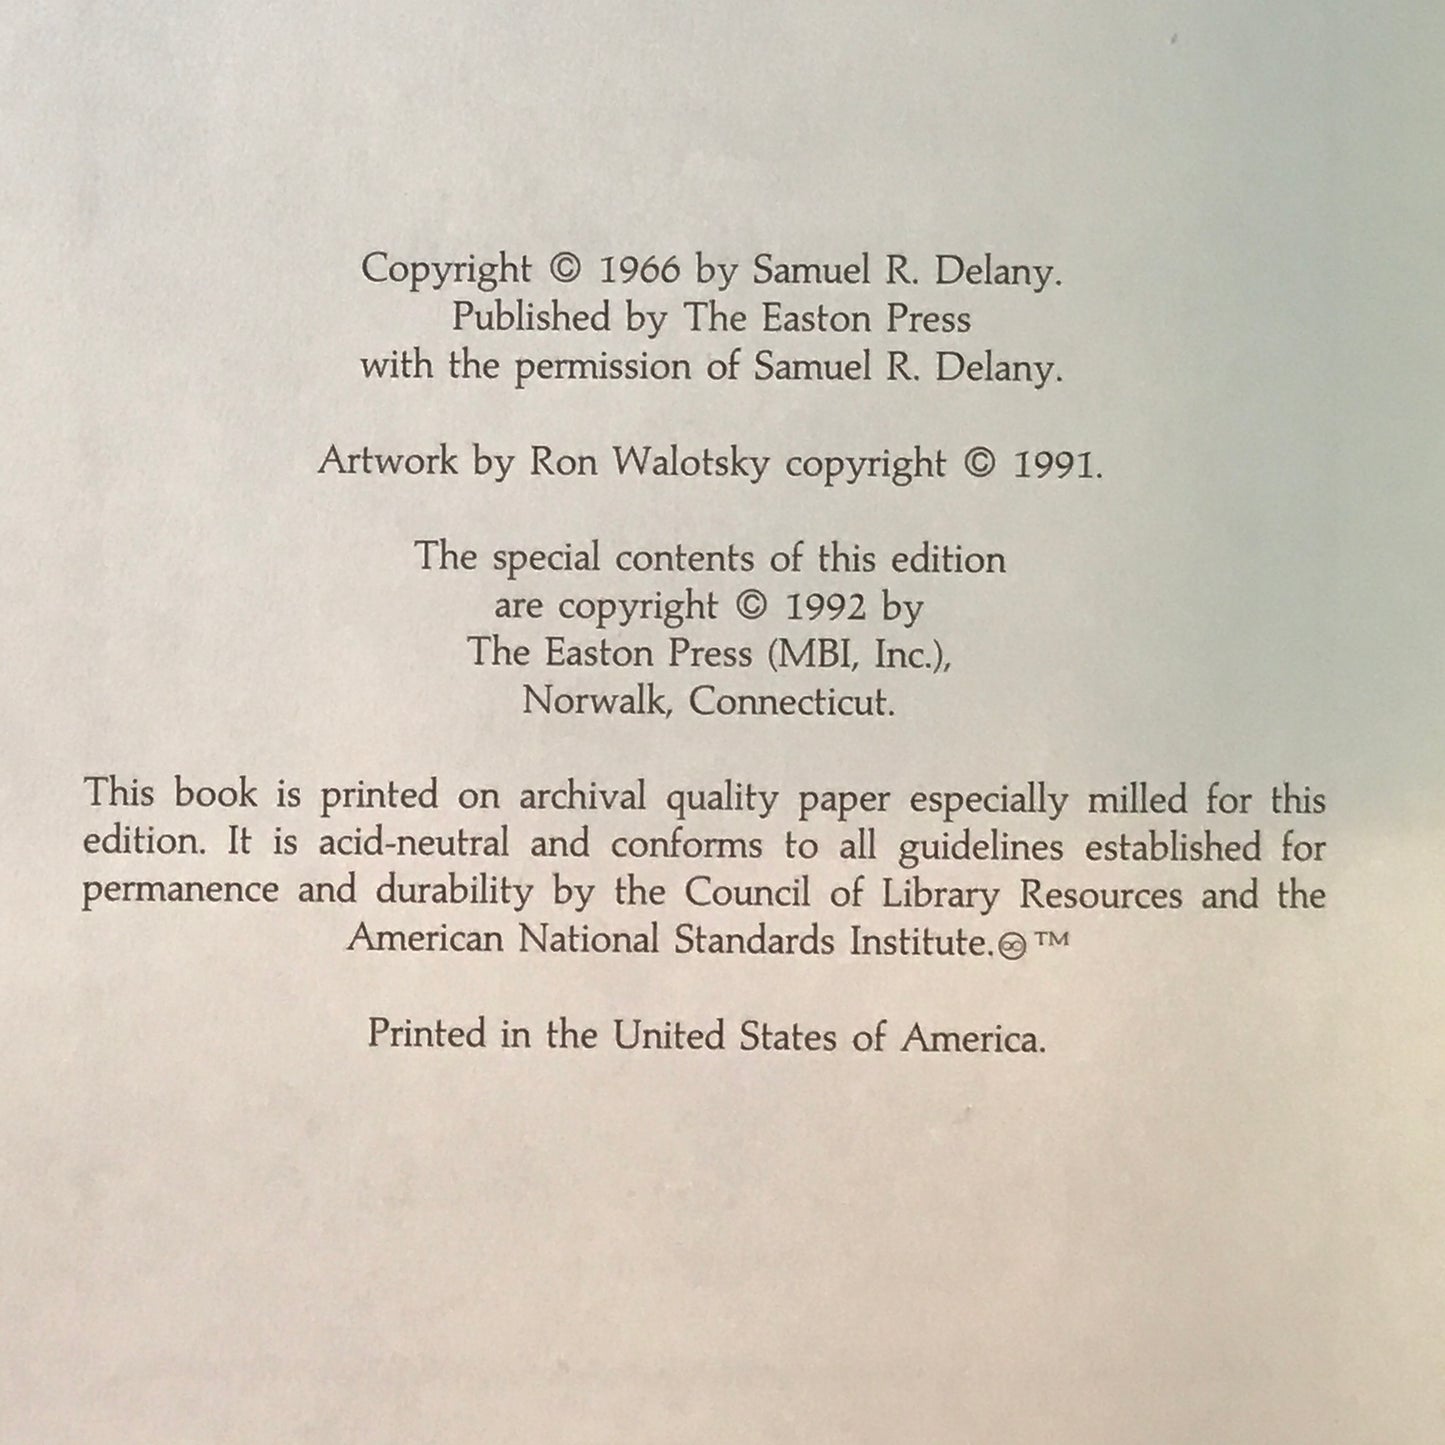 Copyright © 1966 by Samuel R. Delany.
Published by The Easton Press
with the permission of Samuel R. Delany.
Artwork by Ron Walotsky copyright © 1991.
The special contents of this edition
are copyright © 1992 by
The Easton Press (MBI, Inc.),
Norwalk, Connecticut.
This book is printed on archival quality paper especially milled for this
edition. It is acid-neutral and conforms to all guidelines established for
permanence and durability by the Council of Library Resources and the
American National Standards Institute.♾™
Printed in the United States of America.